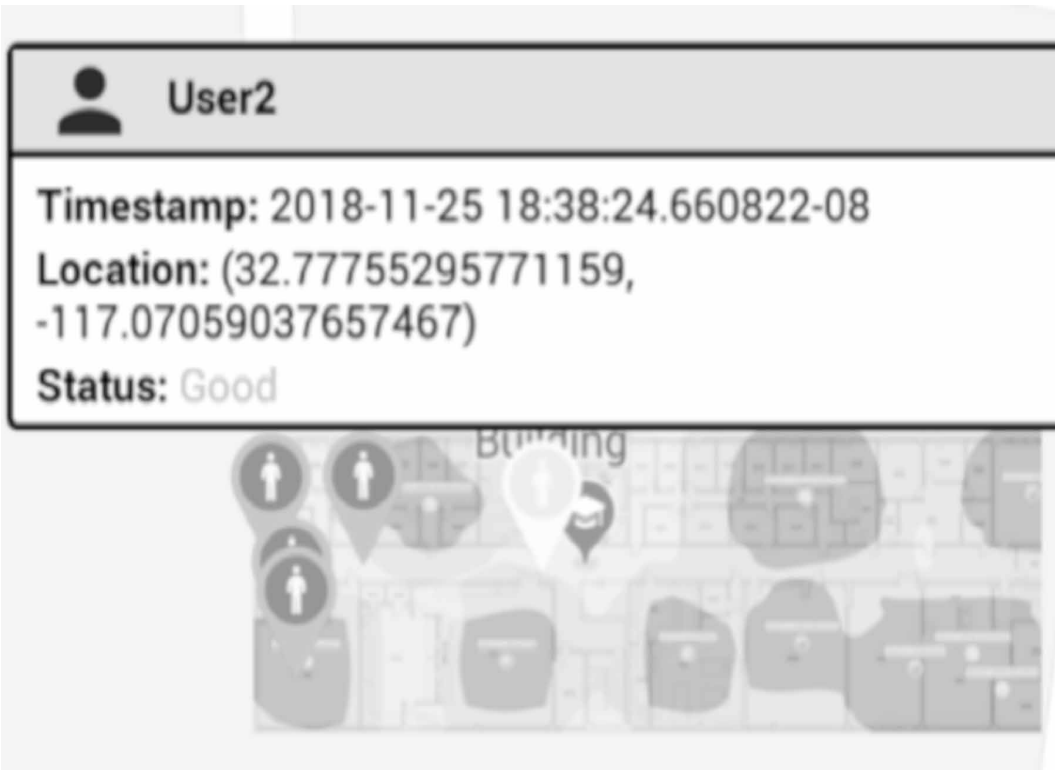 User2
Timestamp: 2018-11-25 18:38:24.660822-08
Location: (32.77755295771159,
-117.07059037657467)
Status: Good
Building